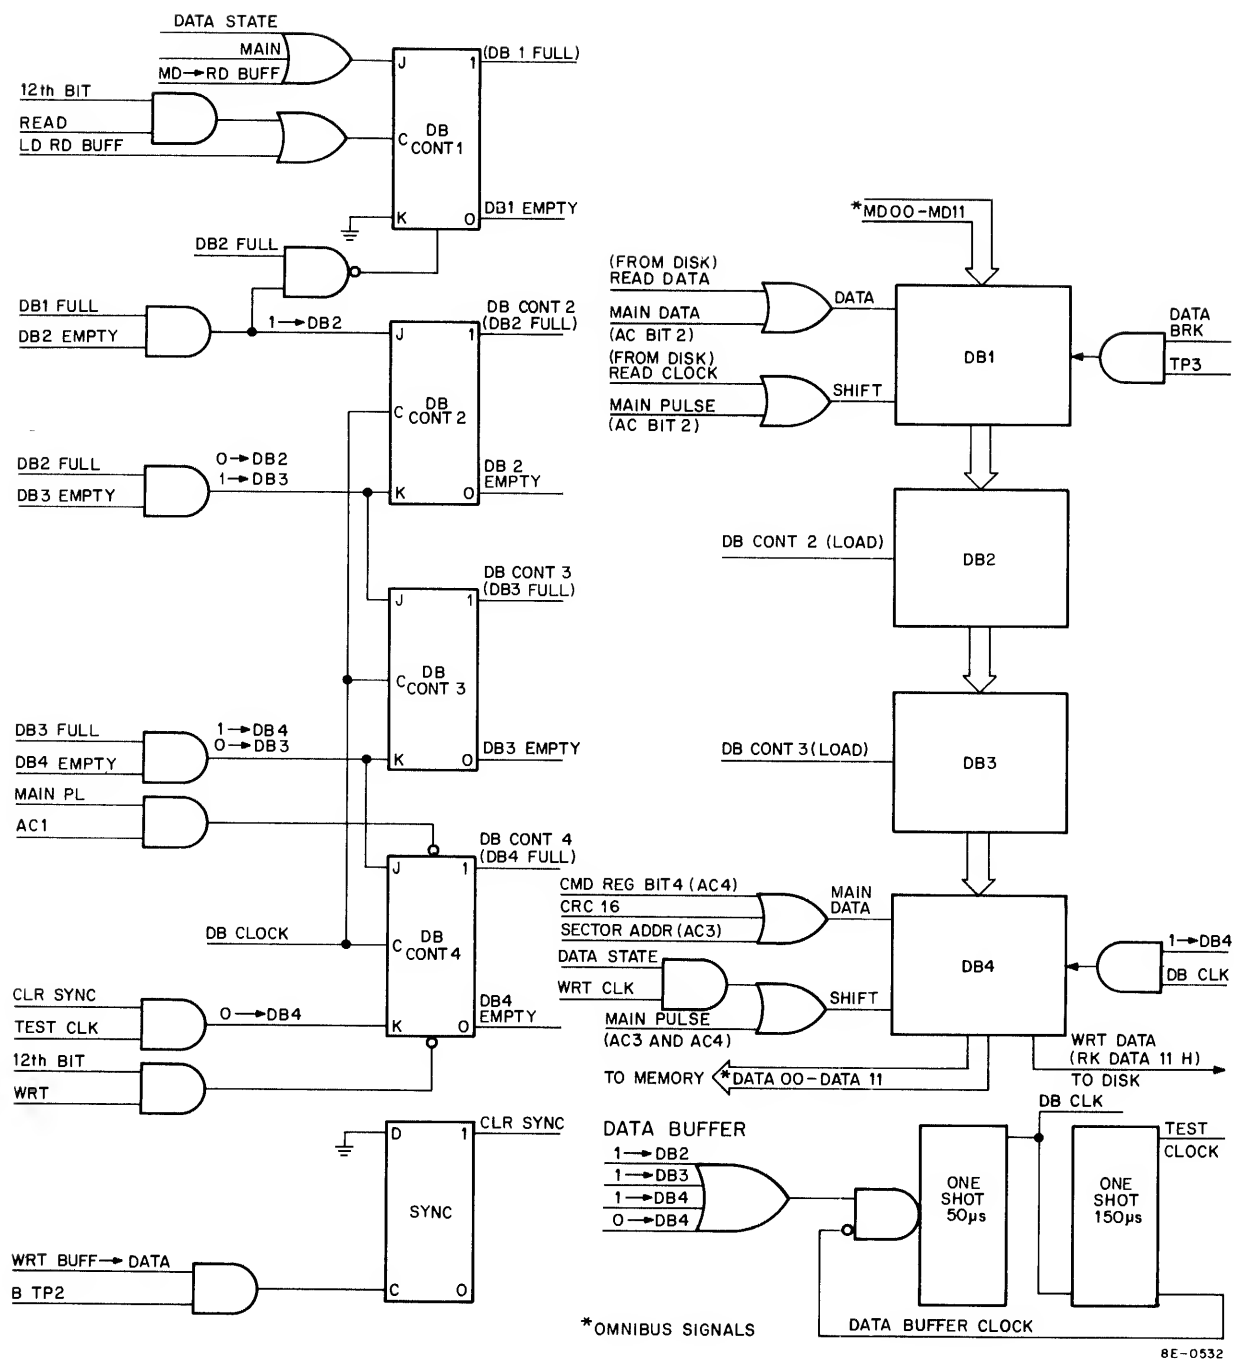 DATA STATE
MAIN
MD→RD BUFF
12th BIT
READ
LD RD BUFF
J
1
(DB 1 FULL)
C
DB
CONT 1
K
O
DB1 EMPTY
DB2 FULL
DB1 FULL
DB2 EMPTY
1→DB2
J
1
DB CONT 2
(DB2 FULL)
C
DB
CONT 2
DB2 FULL
DB3 EMPTY
0→DB2
1→DB3
K
O
DB 2
EMPTY
J
1
DB CONT 3
(DB3 FULL)
C
DB
CONT 3
DB3 FULL
DB4 EMPTY
1→DB4
0→DB3
K
O
DB3 EMPTY
MAIN PL
AC1
J
1
DB CONT 4
(DB4 FULL)
DB CLOCK
C
DB
CONT 4
CLR SYNC
TEST CLK
0→DB4
K
O
DB4
EMPTY
12th BIT
WRT
D
1
CLR SYNC
SYNC
WRT BUFF→DATA
B TP2
C
O
*MD00-MD11
(FROM DISK)
READ DATA
MAIN DATA
(AC BIT 2)
DATA
(FROM DISK)
READ CLOCK
MAIN PULSE
(AC BIT 2)
SHIFT
DB1
DATA
BRK
TP3
DB CONT 2 (LOAD)
DB2
DB CONT 3(LOAD)
DB3
CMD REG BIT4 (AC4)
CRC 16
SECTOR ADDR (AC3)
MAIN
DATA
DATA STATE
WRT CLK
MAIN PULSE
(AC3 AND AC4)
SHIFT
DB4
1→DB4
DB CLK
TO MEMORY
*DATA 00-DATA 11
WRT DATA
(RK DATA 11 H)
TO DISK
DATA BUFFER
1→DB2
1→DB3
1→DB4
0→DB4
ONE
SHOT
50μs
DB CLK
ONE
SHOT
150μs
TEST
CLOCK
DATA BUFFER CLOCK
*OMNIBUS SIGNALS
8E-0532